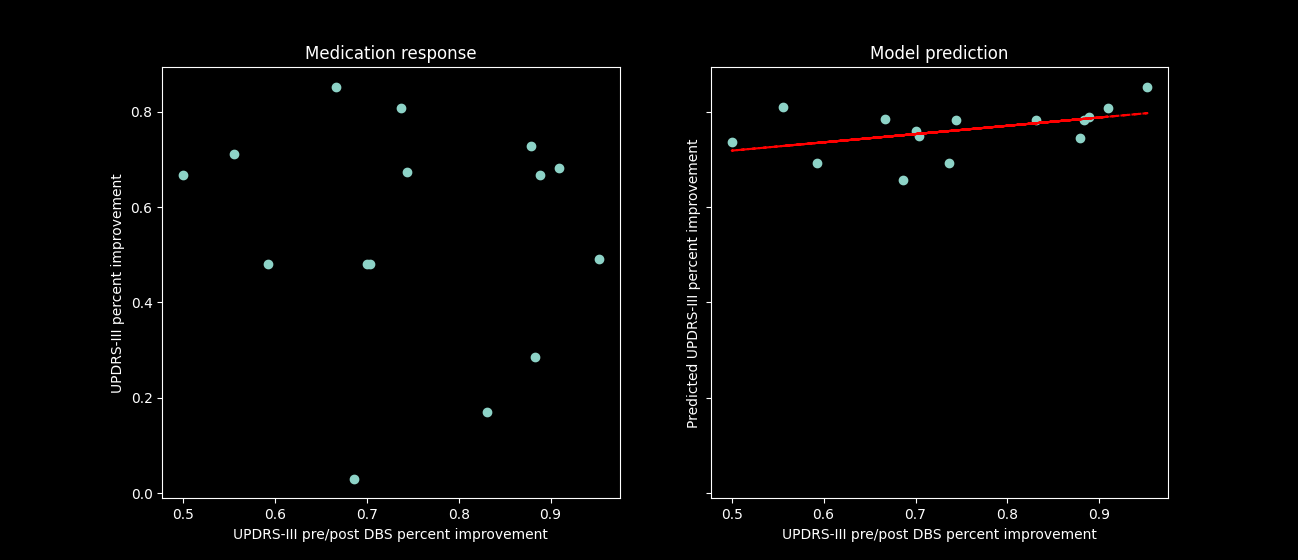 Medication response
UPDRS-III percent improvement
0.8
0.6
0.4
0.2
0.0
0.5 0.6 0.7 0.8 0.9
UPDRS-III pre/post DBS percent improvement
Model prediction
Predicted UPDRS-III percent improvement
0.5 0.6 0.7 0.8 0.9
UPDRS-III pre/post DBS percent improvement